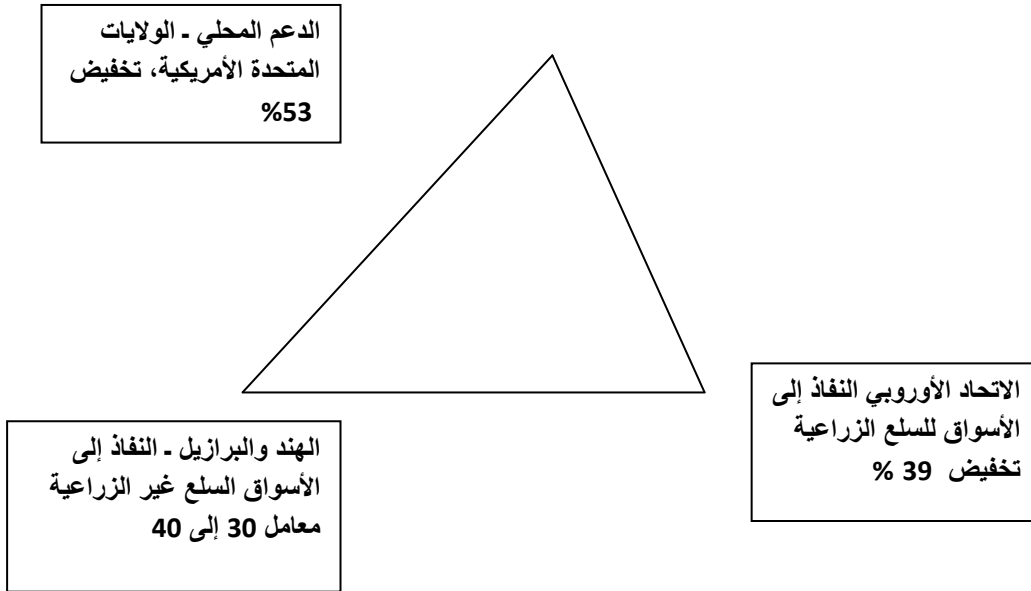 الدعم المحلي - الولايات
المتحدة الأمريكية، تخفيض
53%
الاتحاد الأوروبي النفاذ إلى
الأسواق للسلع الزراعية
تخفيض 39 %
الهند والبرازيل - النفاذ إلى
الأسواق السلع غير الزراعية
معامل 30 إلى 40